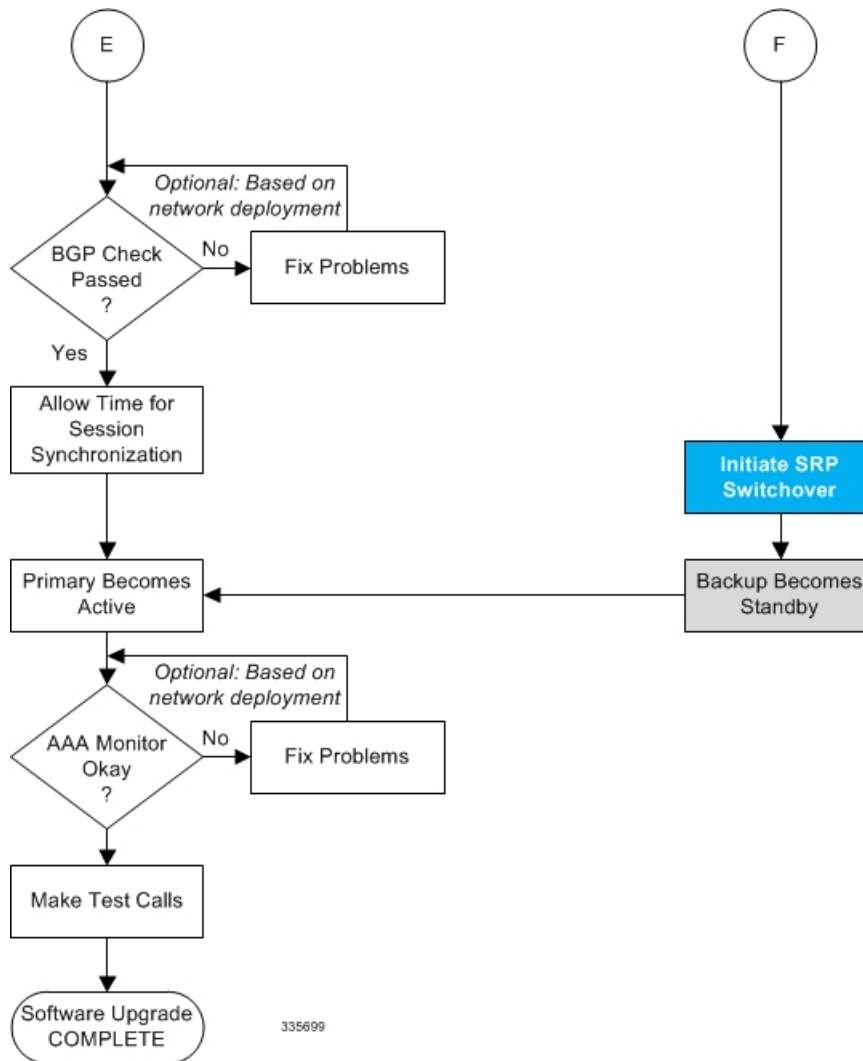 E
F
Optional: Based on
network deployment
BGP Check
Passed
?
No
Fix Problems
Yes
Allow Time for
Session
Synchronization
Initiate SRP
Switchover
Primary Becomes
Active
Backup Becomes
Standby
Optional: Based on
network deployment
AAA Monitor
Okay
?
No
Fix Problems
Make Test Calls
Software Upgrade
COMPLETE
335699